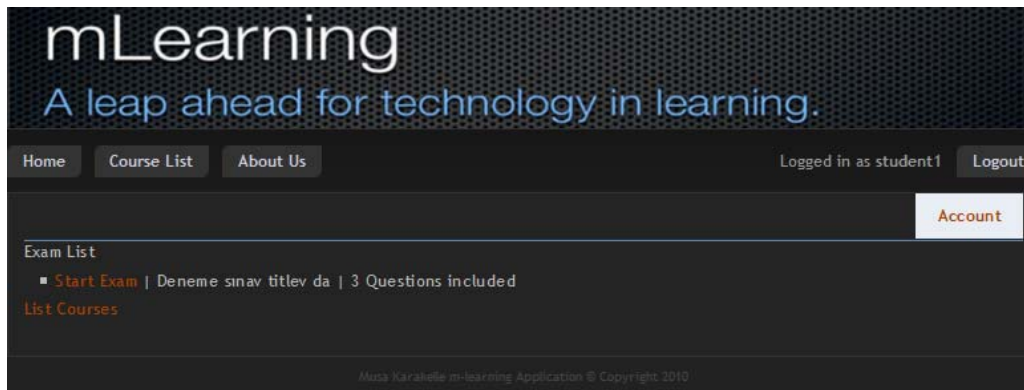 mLearning
A leap ahead for technology in learning.
Home Course List About Us Logged in as student1 Logout
Account
Exam List
Start Exam | Deneme sınav titlev da | 3 Questions included
List Courses
Musa Karakelle m-learning Application © Copyright 2010